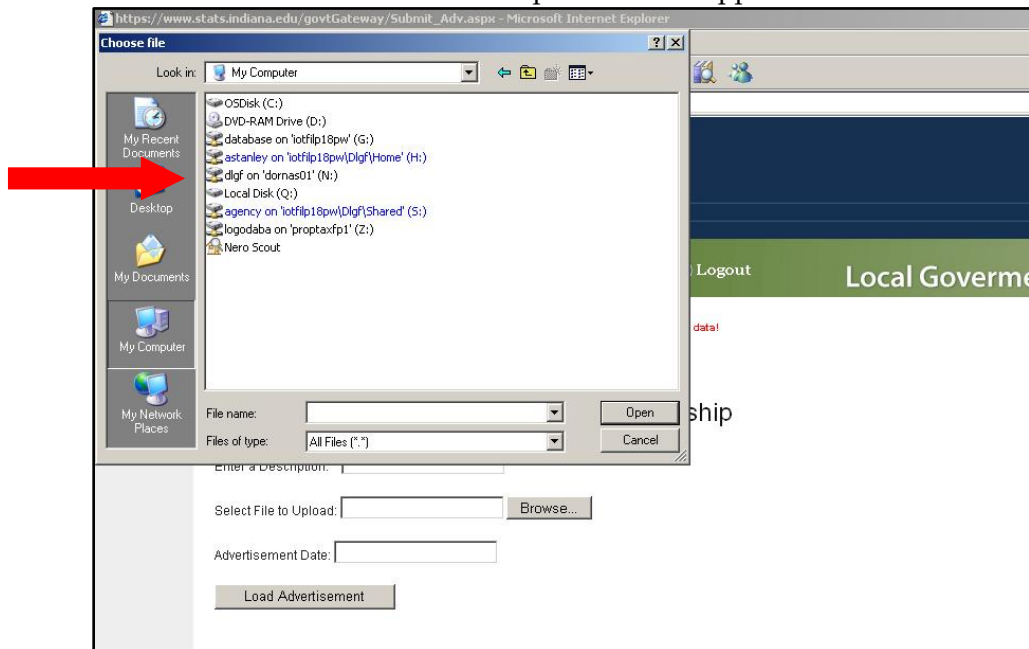 https://www.stats.indiana.edu/govtGateway/Submit_Adv.aspx - Microsoft Internet Explorer
Choose file
Look in: My Computer
My Recent Documents
Desktop
My Documents
My Computer
My Network Places
OSDisk (C:)
DVD-RAM Drive (D:)
database on 'iotfilp18pw' (G:)
astanley on 'iotfilp18pw\Dlgf\Home' (H:)
dlgf on 'dornas01' (N:)
Local Disk (Q:)
agency on 'iotfilp18pw\Dlgf\Shared' (S:)
logodaba on 'proptaxfp1' (Z:)
Nero Scout
File name:
Open
Files of type: All Files (*.*)
Cancel
Logout
Local Goverme
data!
ship
Enter a Description:
Select File to Upload: Browse...
Advertisement Date:
Load Advertisement